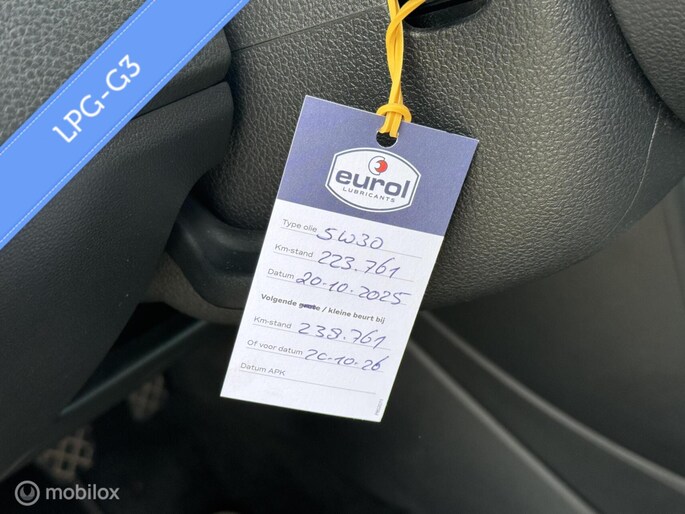 LPG-G3
eurol
LUBRICANTS
Type olie 5W30
Km-stand 223.761
Datum 20-10-2025
Volgende grote / kleine beurt bij
Km-stand 238.761
Of voor datum 20-10-26
Datum APK
mobilox